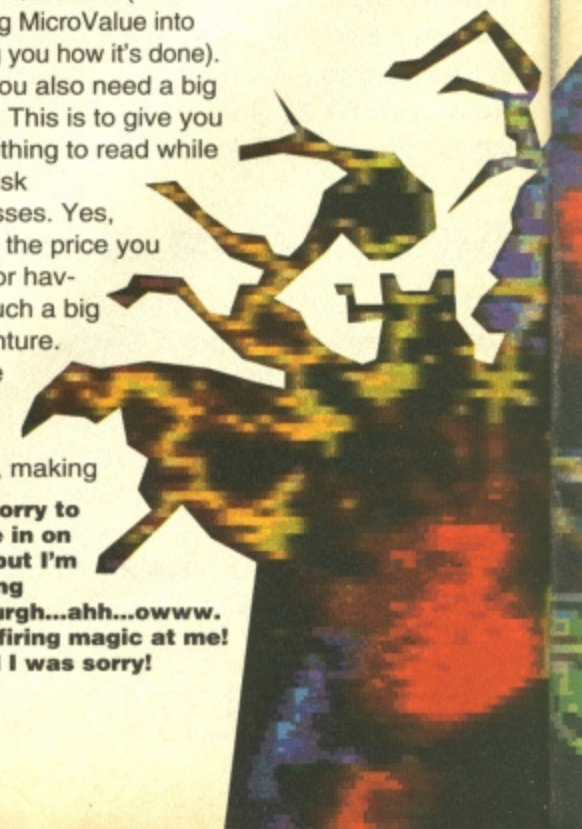 g MicroValue into
you how it's done).
ou also need a big
This is to give you
thing to read while
sk
sses. Yes,
the price you
or hav-
uch a big
nture.
e
, making
orry to
e in on
but I'm
ng
urgh...ahh...owww.
firing magic at me!
I was sorry!